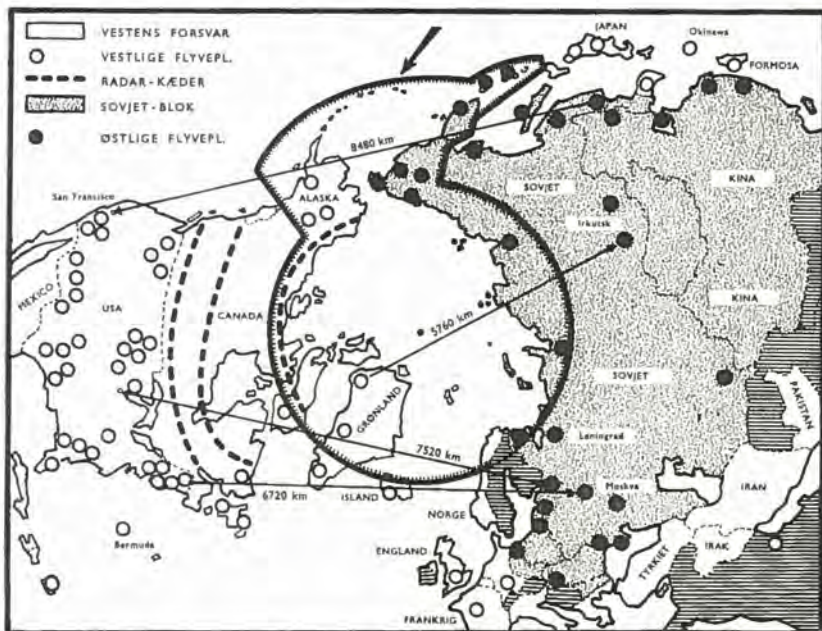 VESTENS FORSVAR
VESTLIGE FLYVEPL.
RADAR-KÆDER
SOVJET-BLOK
ØSTLIGE FLYVEPL.
JAPAN
Okinawa
FORMOSA
8480 km
San Fransisco
ALASKA
SOVJET
KINA
Irkutsk
MEXICO
USA
CANADA
5760 km
KINA
SOVJET
GRØNLAND
PAKISTAN
Leningrad
7520 km
Moskva
6720 km
ISLAND
NORGE
IRAN
Bermuda
ENGLAND
TYRKIET
IRAK
FRANKRIG